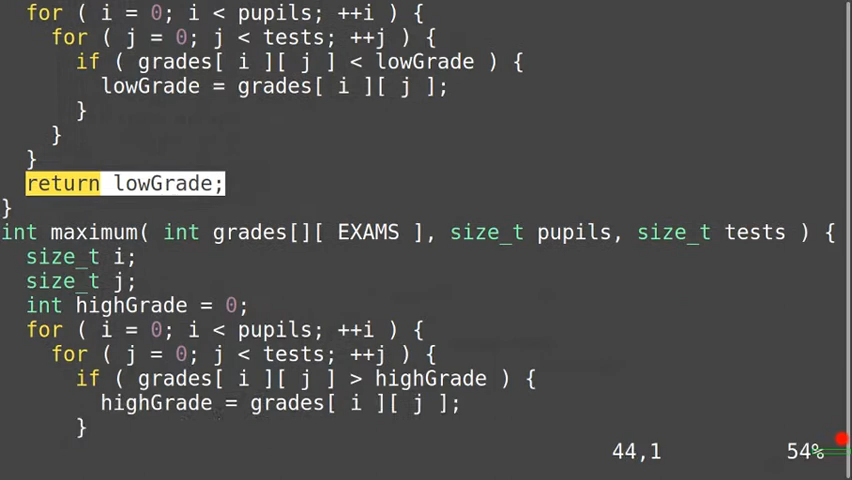 for ( i = 0; i < pupils; ++i ) {
for ( j = 0; j < tests; ++j ) {
if ( grades[ i ][ j ] < lowGrade ) {
lowGrade = grades[ i ][ j ];
}
}
}
return lowGrade;
}
int maximum( int grades[][ EXAMS ], size_t pupils, size_t tests ) {
size_t i;
size_t j;
int highGrade = 0;
for ( i = 0; i < pupils; ++i ) {
for ( j = 0; j < tests; ++j ) {
if ( grades[ i ][ j ] > highGrade ) {
highGrade = grades[ i ][ j ];
}
44,1 54%